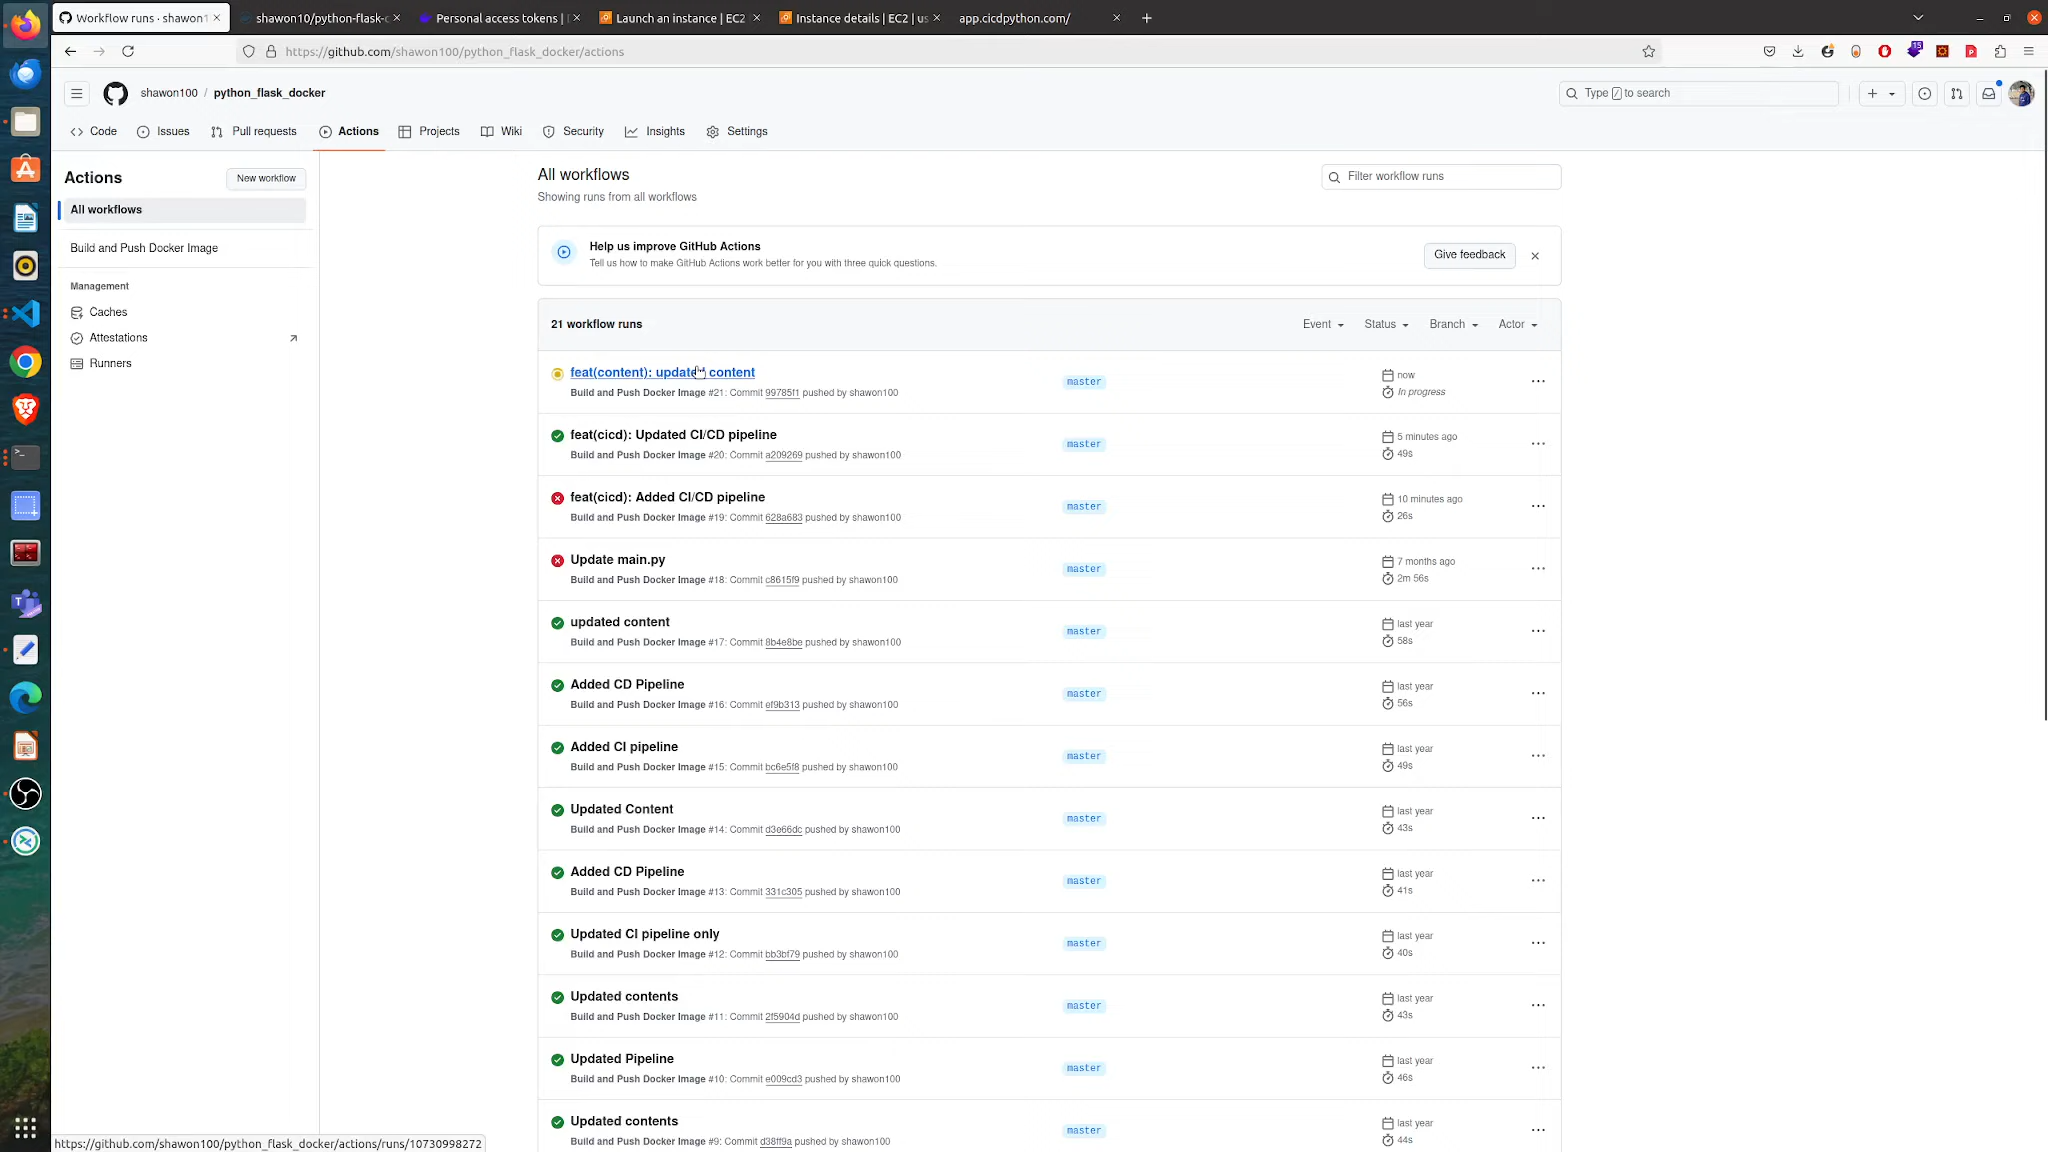 Workflow runs · shawon1
shawon10/python-flask-c
Personal access tokens | D
Launch an instance | EC2
Instance details | EC2 | us
app.cicdpython.com/
https://github.com/shawon100/python_flask_docker/actions
15
shawon100 / python_flask_docker
Type / to search
Code
Issues
Pull requests
Actions
Projects
Wiki
Security
Insights
Settings
Actions
New workflow
All workflows
Build and Push Docker Image
Management
Caches
Attestations
Runners
All workflows
Showing runs from all workflows
Filter workflow runs
Help us improve GitHub Actions
Tell us how to make GitHub Actions work better for you with three quick questions.
Give feedback
21 workflow runs
Event
Status
Branch
Actor
feat(content): updated content
Build and Push Docker Image #21: Commit 99785f1 pushed by shawon100
master
now
In progress
feat(cicd): Updated CI/CD pipeline
Build and Push Docker Image #20: Commit a209269 pushed by shawon100
master
5 minutes ago
49s
feat(cicd): Added CI/CD pipeline
Build and Push Docker Image #19: Commit 628a683 pushed by shawon100
master
10 minutes ago
26s
Update main.py
Build and Push Docker Image #18: Commit c8615f9 pushed by shawon100
master
7 months ago
2m 56s
updated content
Build and Push Docker Image #17: Commit 8b4e8be pushed by shawon100
master
last year
58s
Added CD Pipeline
Build and Push Docker Image #16: Commit ef9b313 pushed by shawon100
master
last year
56s
Added CI pipeline
Build and Push Docker Image #15: Commit bc6e5f8 pushed by shawon100
master
last year
49s
Updated Content
Build and Push Docker Image #14: Commit d3e66dc pushed by shawon100
master
last year
43s
Added CD Pipeline
Build and Push Docker Image #13: Commit 331c305 pushed by shawon100
master
last year
41s
Updated CI pipeline only
Build and Push Docker Image #12: Commit bb3bf79 pushed by shawon100
master
last year
40s
Updated contents
Build and Push Docker Image #11: Commit 2f5904d pushed by shawon100
master
last year
43s
Updated Pipeline
Build and Push Docker Image #10: Commit e009cd3 pushed by shawon100
master
last year
46s
Updated contents
Build and Push Docker Image #9: Commit d38ff9a pushed by shawon100
master
last year
44s
https://github.com/shawon100/python_flask_docker/actions/runs/10730998272